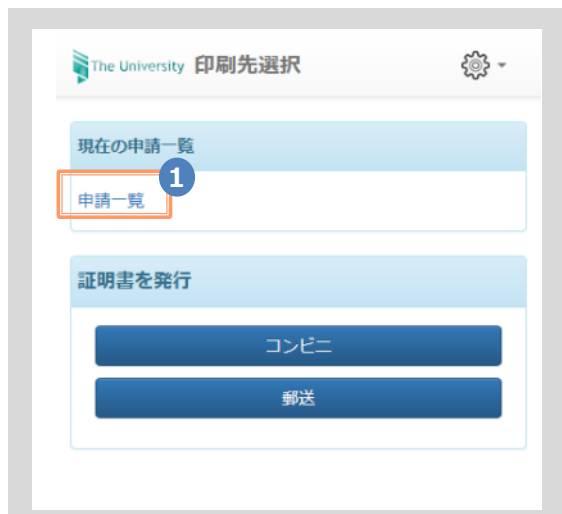 The University 印刷先選択
現在の申請一覧
1
申請一覧
証明書を発行
コンビニ
郵送